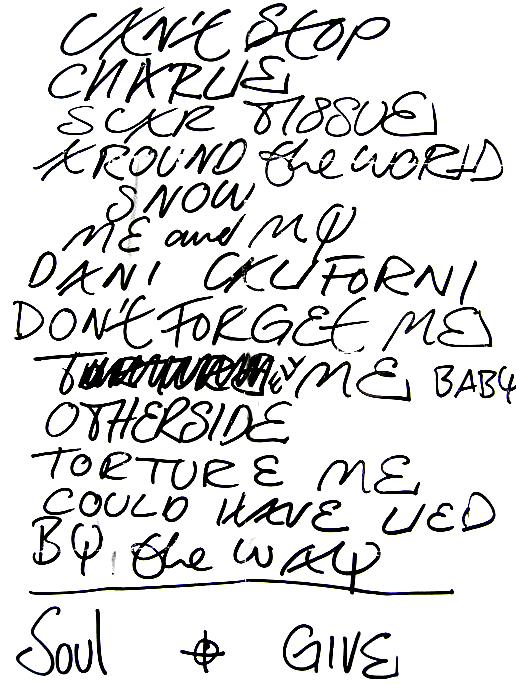 CAN'T STOP
CHARLIE
SCAR TISSUE
AROUND the WORLD
SNOW
ME and MY
DANI CALIFORNI
DON'T FORGET ME
ME BABY
OTHERSIDE
TORTURE ME
COULD HAVE LIED
BY the WAY
Soul GIVE